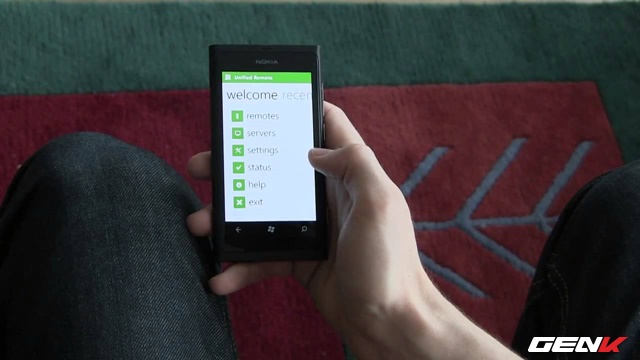 NOKIA
Unified Remote
welcome recen
remotes
servers
settings
status
help
exit
GENK